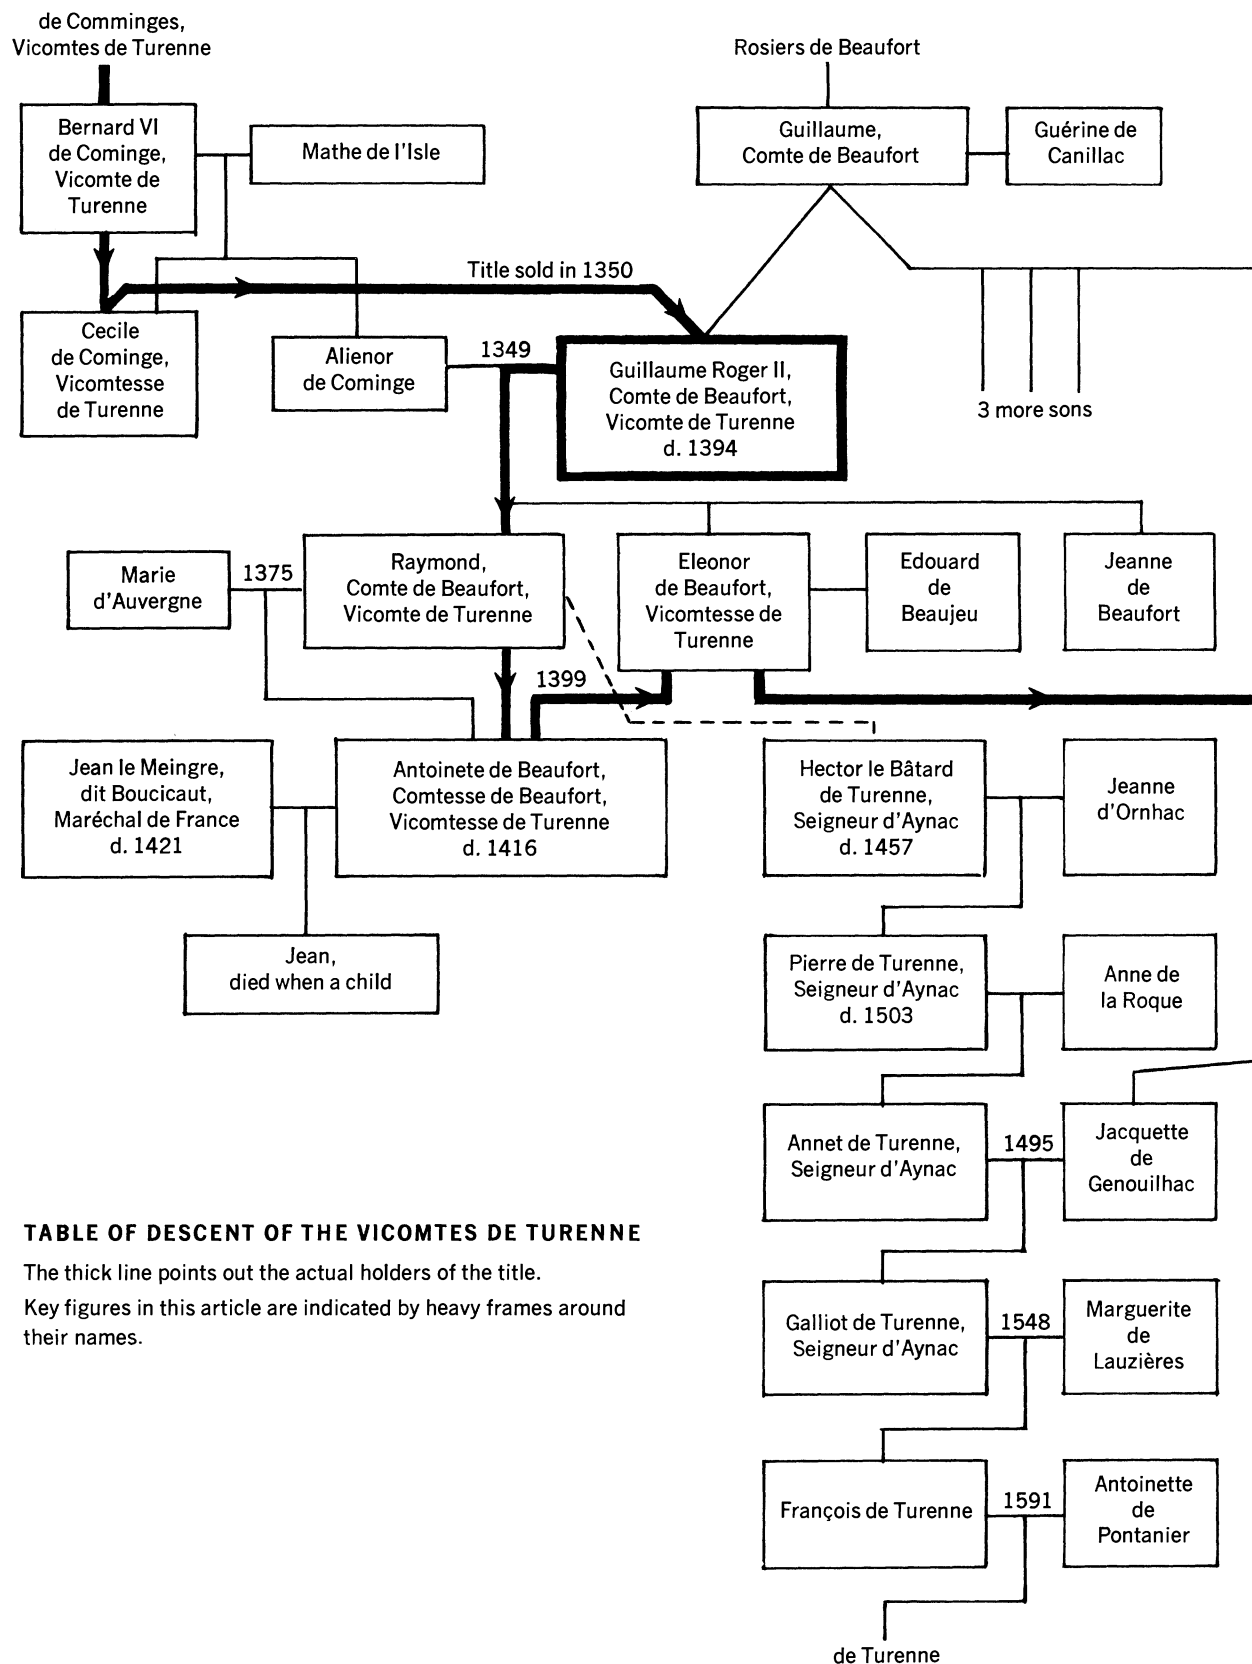 de Comminges,
Vicomtes de Turenne
Rosiers de Beaufort
Bernard VI
de Cominge,
Vicomte de
Turenne
Mathe de l'Isle
Guillaume,
Comte de Beaufort
Guérine de
Canillac
Title sold in 1350
Cecile
de Cominge,
Vicomtesse
de Turenne
Alienor
de Cominge
1349
Guillaume Roger II,
Comte de Beaufort,
Vicomte de Turenne
d. 1394
3 more sons
Marie
d'Auvergne
1375
Raymond,
Comte de Beaufort,
Vicomte de Turenne
Eleonor
de Beaufort,
Vicomtesse de
Turenne
Edouard
de
Beaujeu
Jeanne
de
Beaufort
1399
Jean le Meingre,
dit Boucicaut,
Maréchal de France
d. 1421
Antoinete de Beaufort,
Comtesse de Beaufort,
Vicomtesse de Turenne
d. 1416
Hector le Bâtard
de Turenne,
Seigneur d'Aynac
d. 1457
Jeanne
d'Ornhac
Jean,
died when a child
Pierre de Turenne,
Seigneur d'Aynac
d. 1503
Anne de
la Roque
Annet de Turenne,
Seigneur d'Aynac
1495
Jacquette
de
Genouilhac
TABLE OF DESCENT OF THE VICOMTES DE TURENNE
The thick line points out the actual holders of the title.
Key figures in this article are indicated by heavy frames around
their names.
Galliot de Turenne,
Seigneur d'Aynac
1548
Marguerite
de
Lauzières
François de Turenne
1591
Antoinette
de
Pontanier
de Turenne